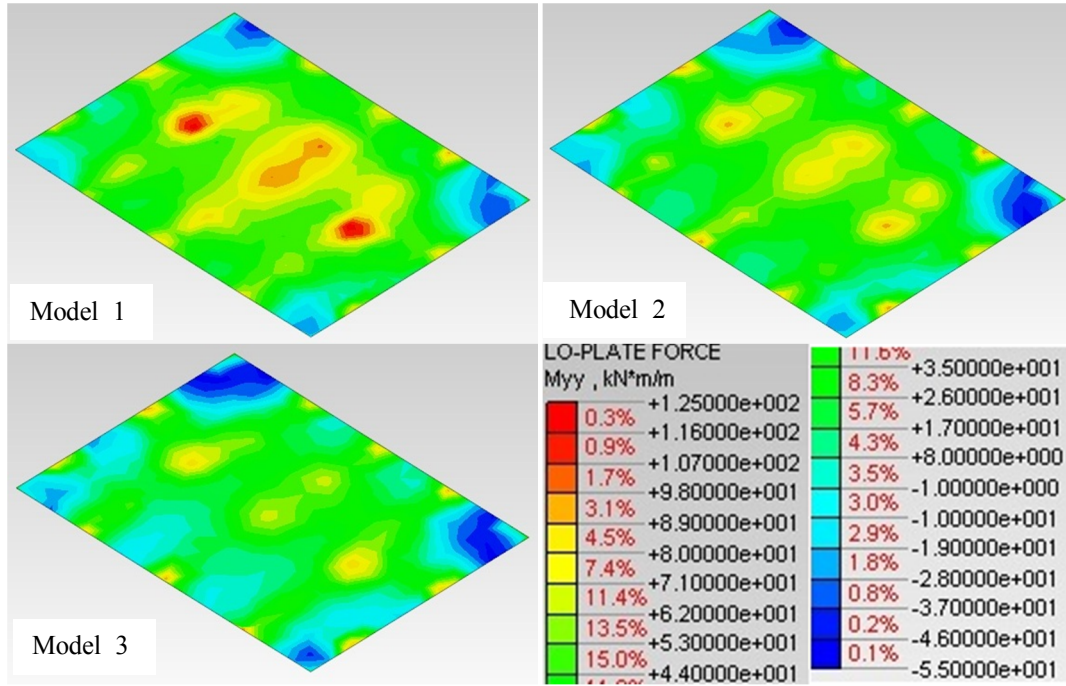 Model 1
Model 2
Model 3
LO-PLATE FORCE
Myy , kN*m/m
+1.25000e+002
0.3%
+1.16000e+002
0.9%
+1.07000e+002
1.7%
+9.80000e+001
3.1%
+8.90000e+001
4.5%
+8.00000e+001
7.4%
+7.10000e+001
11.4%
+6.20000e+001
13.5%
+5.30000e+001
15.0%
+4.40000e+001
11.6%
+3.50000e+001
8.3%
+2.60000e+001
5.7%
+1.70000e+001
4.3%
+8.00000e+000
3.5%
-1.00000e+000
3.0%
-1.00000e+001
2.9%
-1.90000e+001
1.8%
-2.80000e+001
0.8%
-3.70000e+001
0.2%
-4.60000e+001
0.1%
-5.50000e+001